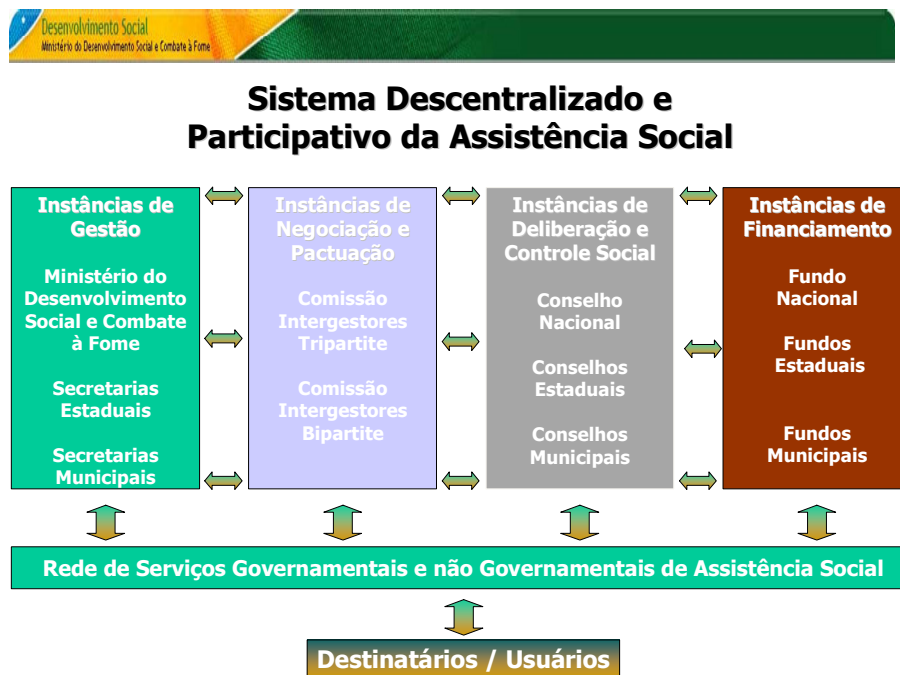 Desenvolvimento Social
Ministério do Desenvolvimento Social e Combate à Fome
Sistema Descentralizado e
Participativo da Assistência Social
Instâncias de
Gestão
Ministério do
Desenvolvimento
Social e Combate
à Fome
Secretarias
Estaduais
Secretarias
Municipais
Instâncias de
Negociação e
Pactuação
Comissão
Intergestores
Tripartite
Comissão
Intergestores
Bipartite
Instâncias de
Deliberação e
Controle Social
Conselho
Nacional
Conselhos
Estaduais
Conselhos
Municipais
Instâncias de
Financiamento
Fundo
Nacional
Fundos
Estaduais
Fundos
Municipais
Rede de Serviços Governamentais e não Governamentais de Assistência Social
Destinatários / Usuários